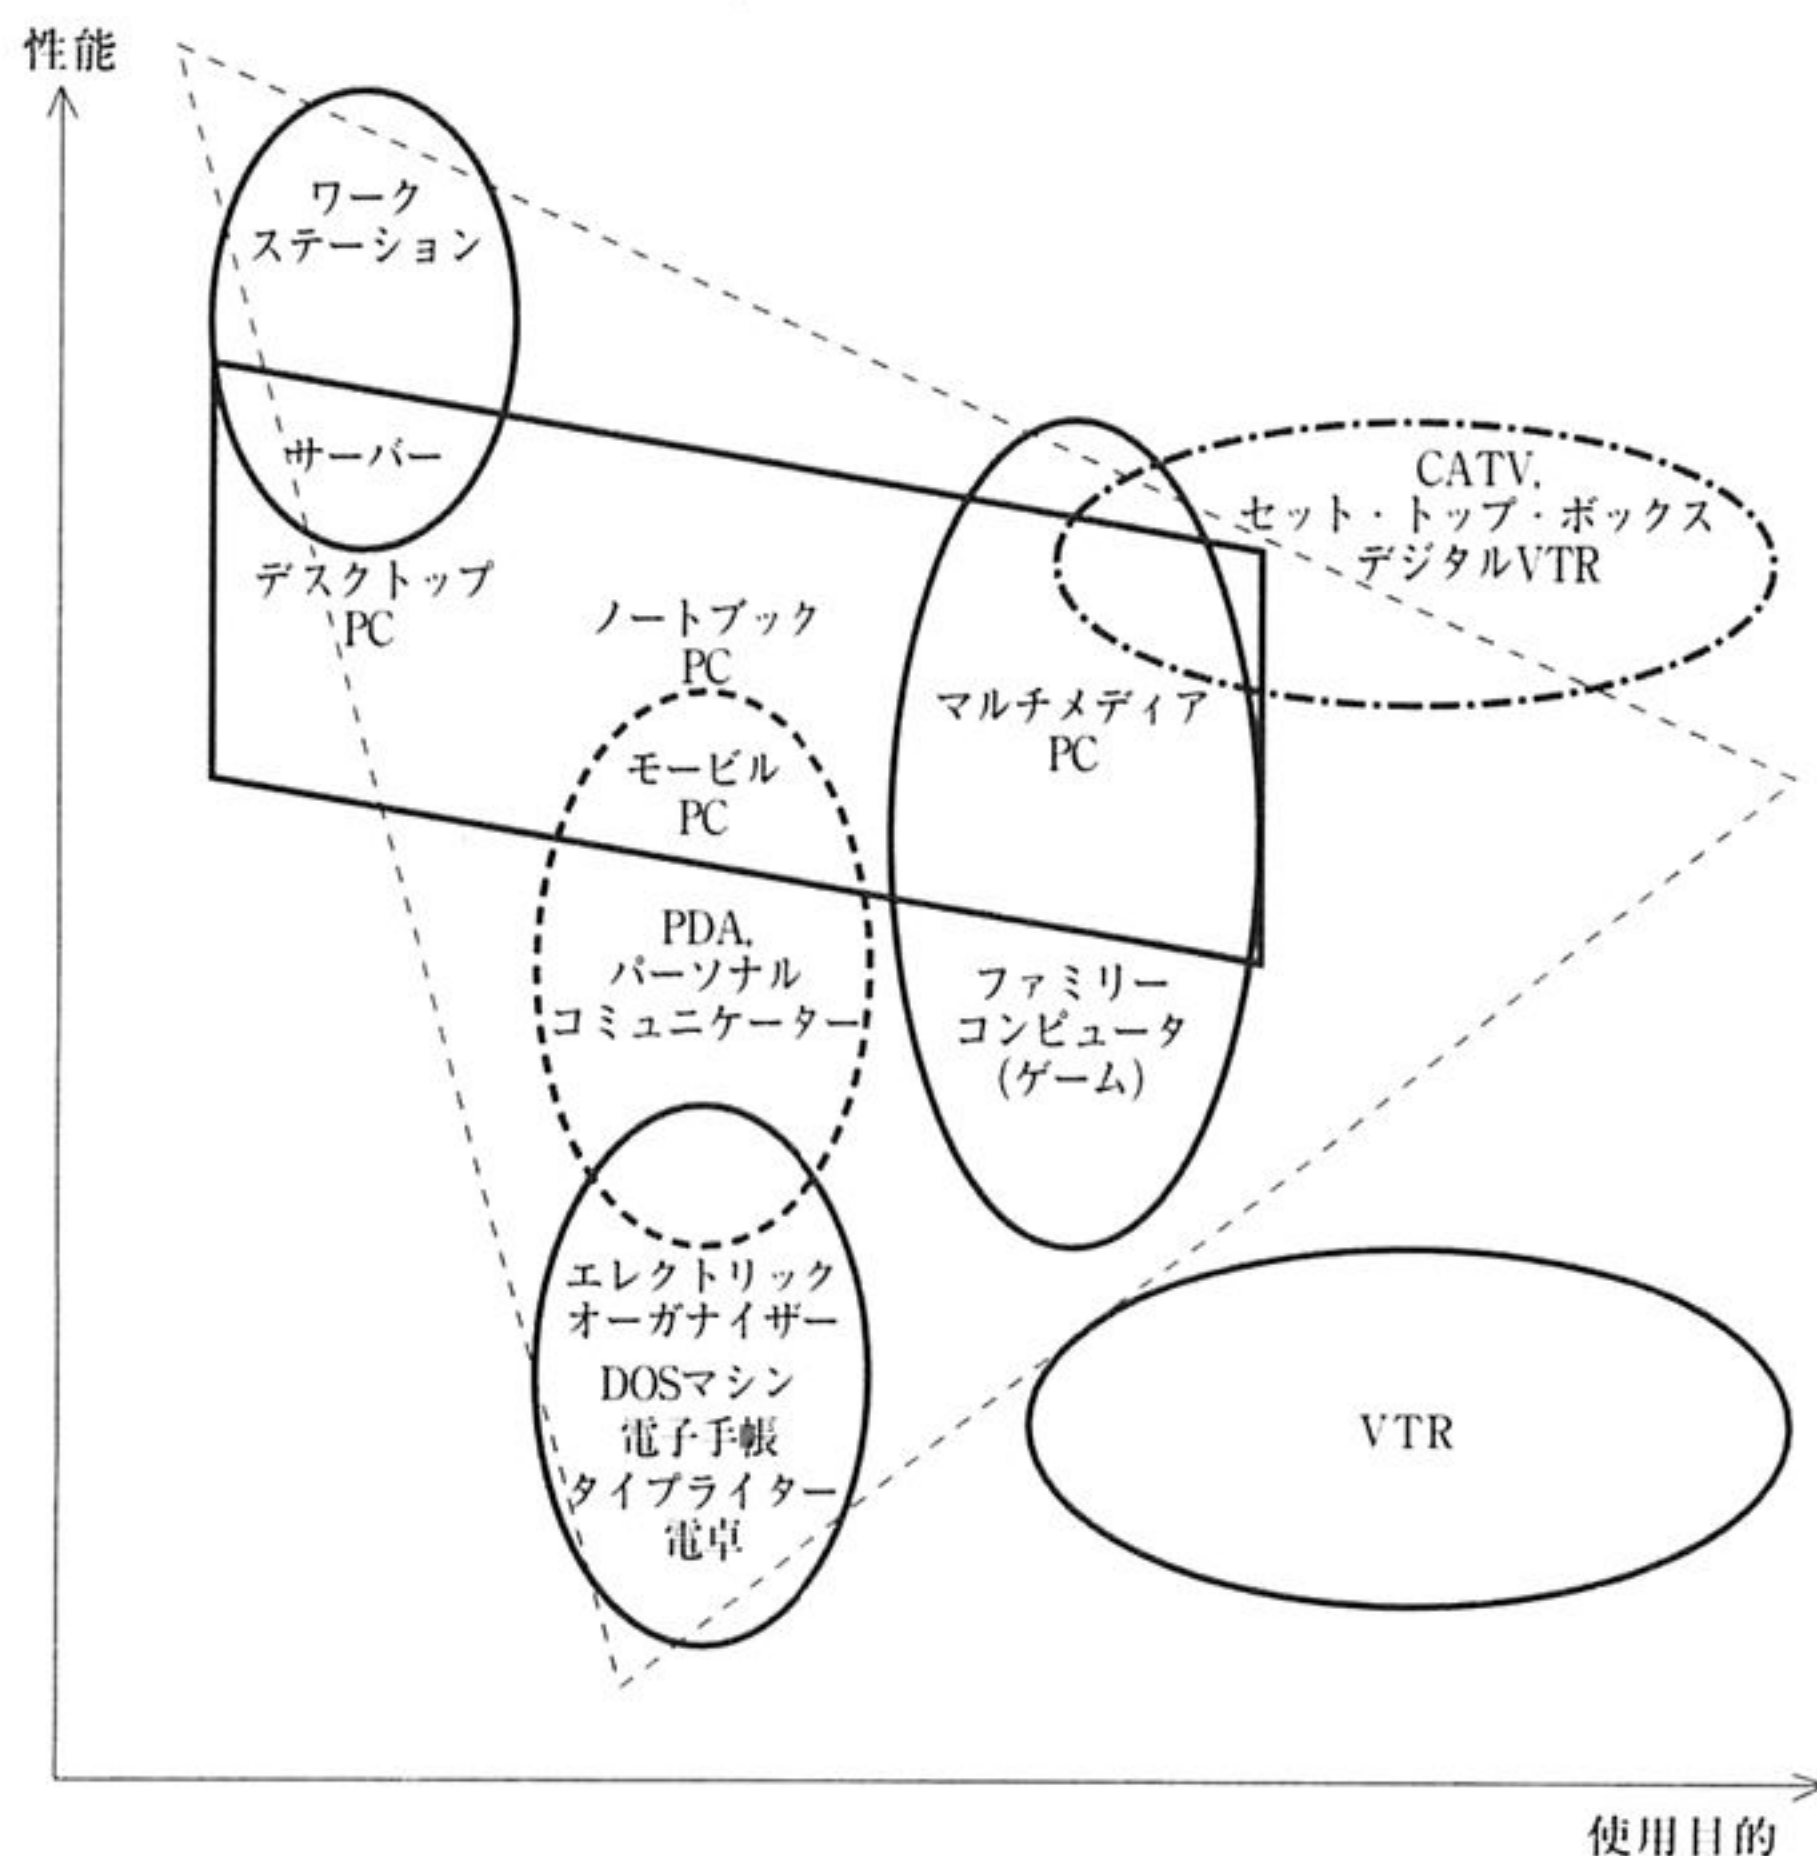 性能
ワーク
ステーション
サーバー
デスクトップ
PC
ノートブック
PC
モービル
PC
PDA,
パーソナル
コミュニケーター
エレクトリック
オーガナイザー
DOSマシン
電子手帳
タイプライター
電卓
マルチメディア
PC
ファミリー
コンピュータ
(ゲーム)
CATV,
セット・トップ・ボックス
デジタルVTR
VTR
使用目的